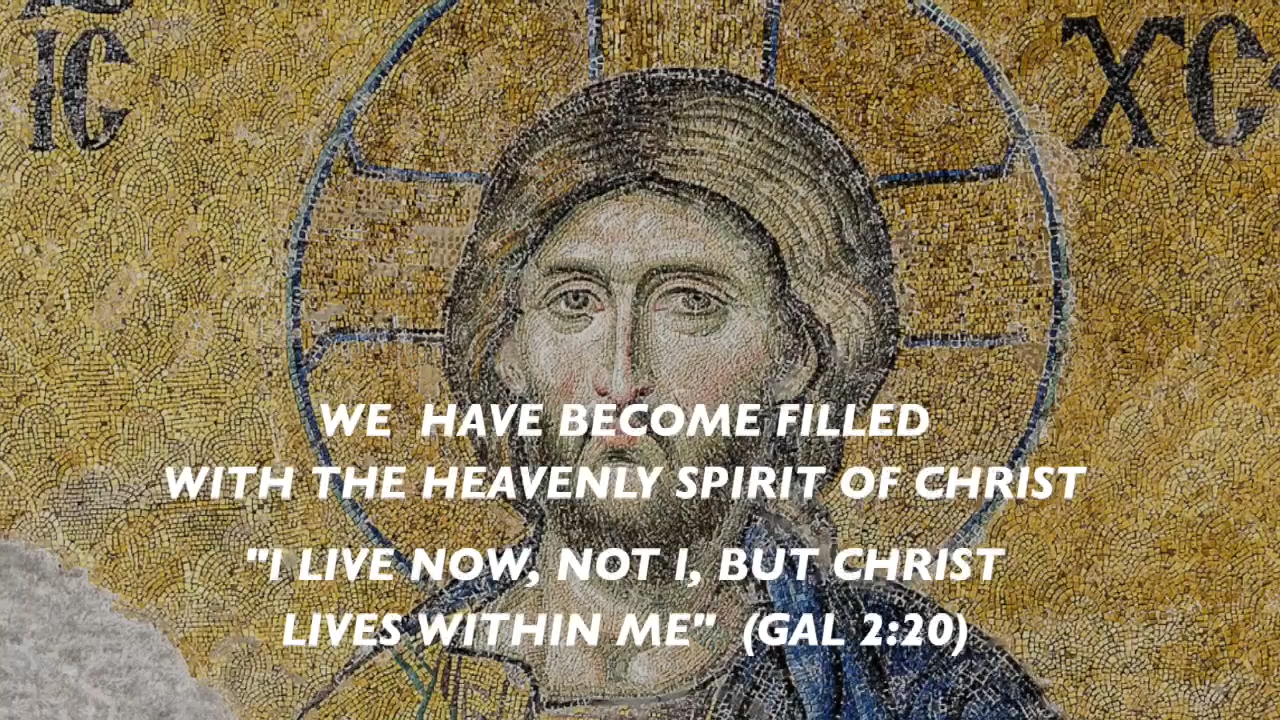 IC XC
WE HAVE BECOME FILLED
WITH THE HEAVENLY SPIRIT OF CHRIST
"I LIVE NOW, NOT I, BUT CHRIST
LIVES WITHIN ME" (GAL 2:20)